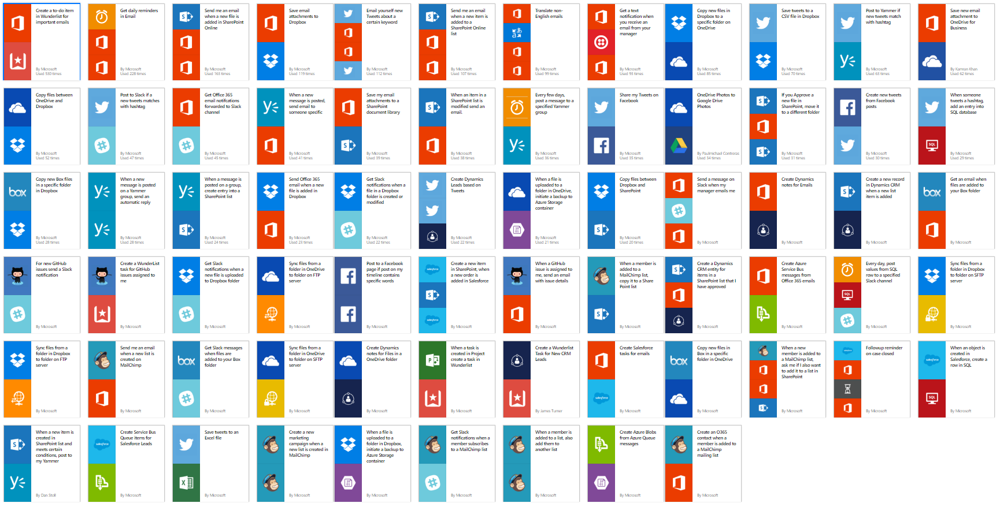 Create a to-do item
in Wunderlist for
important emails
By Microsoft
Used 530 times
Get daily reminders
in Email
By Microsoft
Used 228 times
Send me an email
when a new file is
added in SharePoint
Online
By Microsoft
Used 163 times
Save email
attachments to
Dropbox
By Microsoft
Used 119 times
Email yourself new
Tweets about a
certain keyword
By Microsoft
Used 112 times
Send me an email
when a new item is
added to a
SharePoint Online
list
By Microsoft
Used 107 times
Translate non-
English emails
By Microsoft
Used 99 times
Get a text
notification when
you receive an
email from your
manager
By Microsoft
Used 93 times
Copy new files in
Dropbox to a
specific folder on
OneDrive
By Microsoft
Used 85 times
Save tweets to a
CSV file in Dropbox
By Microsoft
Used 70 times
Post to Yammer if
new tweets match
with hashtag
By Microsoft
Used 63 times
Save new email
attachment to
OneDrive for
Business
By Kamran Khan
Used 62 times
Copy files between
OneDrive and
Dropbox
By Microsoft
Used 52 times
Post to Slack if a
new tweets matches
with hashtag
By Microsoft
Used 47 times
Get Office 365
email notifcations
forwarded to Slack
channel
By Microsoft
Used 45 times
When a new
message is posted,
send email to
someone specific
By Microsoft
Used 41 times
Save my email
attachments to a
SharePoint
document library
By Microsoft
Used 39 times
When an item in a
SharePoint list is
modified send an
email.
By Microsoft
Used 38 times
Every few days,
post a message to a
specified Yammer
group
By Microsoft
Used 36 times
Share my Tweets on
Facebook
By Microsoft
Used 35 times
OneDrive Photos to
Google Drive
Photos
By Paulmichael Contreras
Used 34 times
If you Approve a
new file in
SharePoint, move it
to a different folder
By Microsoft
Used 31 times
Create new tweets
from Facebook
posts
By Microsoft
Used 30 times
When someone
tweets a hashtag,
add an entry into
SQL database
SQL
By Microsoft
Used 29 times
box
Copy new Box files
in a specific folder
in Dropbox
By Microsoft
Used 28 times
When a new
message is posted
on a Yammer
group, send an
automatic reply
By Microsoft
Used 28 times
When a message is
posted on a group,
create entry into a
SharePoint list
By Microsoft
Used 24 times
Send Office 365
email when a new
file is added in
Dropbox
By Microsoft
Used 23 times
Get Slack
notifications when a
file in a Dropbox
folder is created or
modified
By Microsoft
Used 22 times
Create Dynamics
Leads based on
Tweets
By Microsoft
Used 22 times
When a file is
uploaded to a
folder in OneDrive,
initiate a backup to
Azure Storage
container
By Microsoft
Used 21 times
Copy files between
Dropbox and
SharePoint
By Microsoft
Used 20 times
Send a message on
Slack when my
manager emails me
By Microsoft
Create Dynamics
notes for Emails
By Microsoft
Create a new record
in Dynamics CRM
when a new list
item is added
By Microsoft
box
Get an email when
files are added to
your Box folder
By Microsoft
For new GitHub
issues send a Slack
notification
By Microsoft
Create a WunderList
task for GitHub
issues assigned to
me
By Microsoft
Get Slack
notifications when a
new file is uploaded
to Dropbox folder
By Microsoft
Sync files from a
folder in OneDrive
to folder on FTP
server
By Microsoft
Post to a Facebook
page if post on my
timeline contains
specific words
By Microsoft
salesforce
Create a new item
in SharePoint, when
a new order is
added in Salesforce
salesforce
By Microsoft
When a GitHub
issue is assigned to
me, send an email
with issue details
By Microsoft
When a member is
added to a
MailChimp list,
copy it to a Share
Point list
By Microsoft
Create a Dynamics
CRM entity for
items in a
SharePoint list that I
have approved
By Microsoft
Create Azure
Service Bus
messages from
Office 365 emails
By Microsoft
Every day, post
values from SQL
row to a specified
Slack channel
SQL
By Microsoft
Sync files from a
folder in Dropbox
to folder on SFTP
server
By Microsoft
Sync files from a
folder in Dropbox
to folder on FTP
server
By Microsoft
Send me an email
when a new list is
created on
MailChimp
By Microsoft
box
Get Slack messages
when files are
added to your Box
folder
By Microsoft
Sync files from a
folder in OneDrive
to folder on SFTP
server
By Microsoft
Create Dynamics
notes for Files in a
OneDrive folder
By Microsoft
When a task is
created in Project
create a task in
Wunderlist
By Microsoft
Create a Wunderlist
Task for New CRM
Leads
By James Turner
Create Salesforce
tasks for emails
salesforce
By Microsoft
box
Copy new files in
Box in a specific
folder in OneDrive
By Microsoft
When a new
member is added to
a MailChimp list,
ask me if I also want
to add it to a list in
SharePoint
By Microsoft
salesforce
Followup reminder
on case closed
By Microsoft
salesforce
When an object is
created in
Salesforce, create a
row in SQL
SQL
By Microsoft
When a new item is
created in
SharePoint list and
meets certain
conditions, post to
my Yammer
By Dan Stoll
salesforce
Create Service Bus
Queue items for
Salesforce Leads
By Microsoft
Save tweets to an
Excel file
By Microsoft
Create a new
marketing
campaign when a
new list is created in
MailChimp
By Microsoft
When a file is
uploaded to a
folder in Dropbox,
initiate a backup to
Azure Storage
container
By Microsoft
Get Slack
notifications when a
member subscribes
to a MailChimp list
By Microsoft
When a member is
added to a list, also
add them to
another list
By Microsoft
Create Azure Blobs
from Azure Queue
messages
By Microsoft
Create an O365
contact when a
member is added to
a MailChimp
mailing list
By Microsoft